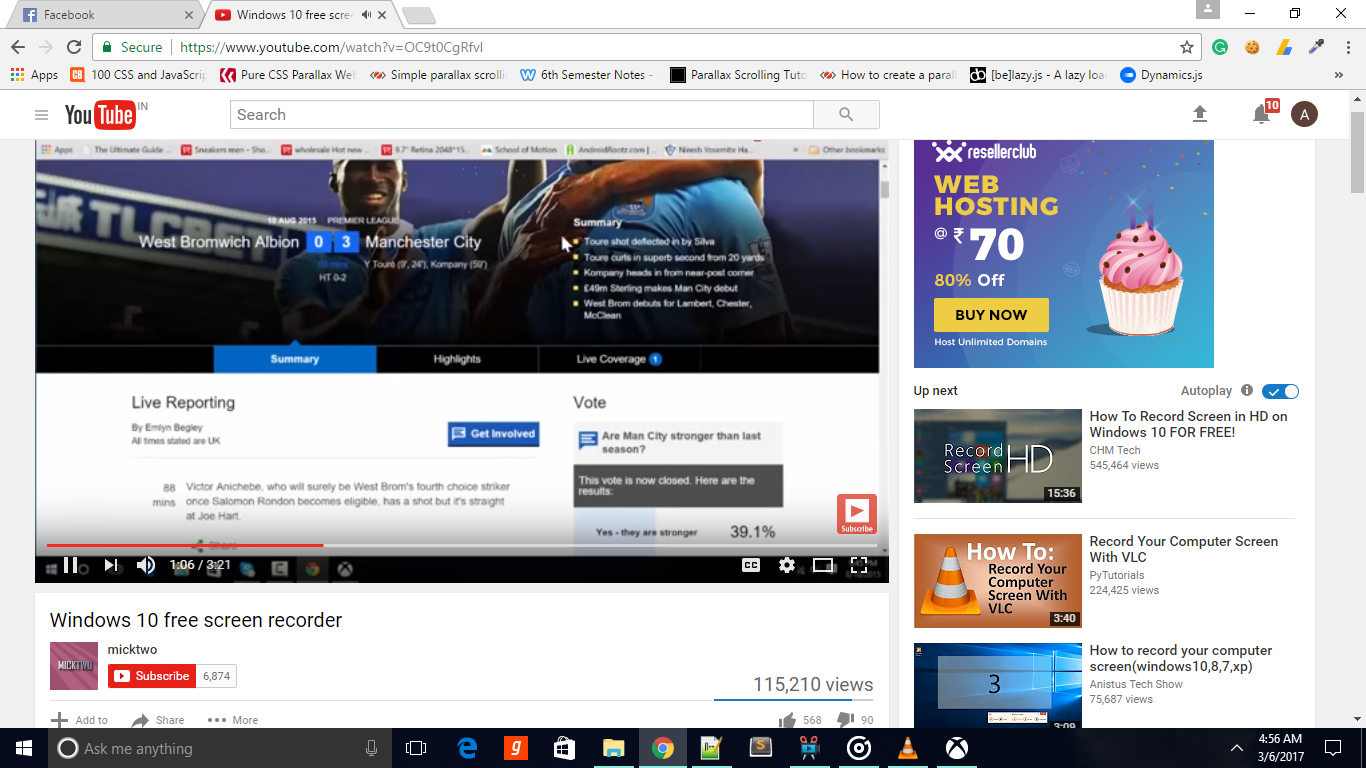 Facebook
Windows 10 free scre
Secure https://www.youtube.com/watch?v=OC9t0CgRfvI
Apps 100 CSS and JavaScrip Pure CSS Parallax Web Simple parallax scrolli 6th Semester Notes - Parallax Scrolling Tuto How to create a paral [be]lazy.js - A lazy loa Dynamics.js »
YouTube IN
Search
10
A
Apps The Ultimate Guide ... Sneakers men - Sho... wholesale Hot new ... 9.7" Retina 2048*15... School of Motion AndroidRootz.com |... Niresh Yosemite Ha... » Other bookmarks
TLCBOT
10 AUG 2015 PREMIER LEAGUE
West Bromwich Albion 0 3 Manchester City
Y Touré (9', 24'), Kompany (59')
HT 0-2
Summary
Toure shot deflected in by Silva
Toure curls in superb second from 20 yards
Kompany heads in from near-post corner
£49m Sterling makes Man City debut
West Brom debuts for Lambert, Chester,
McClean
Summary Highlights Live Coverage 1
Live Reporting
By Emlyn Begley
All times stated are UK
Get Involved
88
mins
Victor Anichebe, who will surely be West Brom's fourth choice striker
once Salomon Rondon becomes eligible, has a shot but it's straight
at Joe Hart.
Share
Vote
Are Man City stronger than last
season?
This vote is now closed. Here are the
results:
Yes - they are stronger 39.1%
Subscribe
1:06 / 3:21
CC
Windows 10 free screen recorder
MICKTWO
micktwo
Subscribe 6,874
115,210 views
Add to Share More
568 90
resellerclub
WEB
HOSTING
@ ₹ 70
80% Off
BUY NOW
Host Unlimited Domains
Up next
Autoplay
Record
Screen HD
15:36
How To Record Screen in HD on
Windows 10 FOR FREE!
CHM Tech
545,464 views
How To:
Record Your
Computer
Screen With
VLC
3:40
Record Your Computer Screen
With VLC
PyTutorials
224,425 views
3
3:09
How to record your computer
screen(windows10,8,7,xp)
Anistus Tech Show
75,687 views
Ask me anything
4:56 AM
3/6/2017